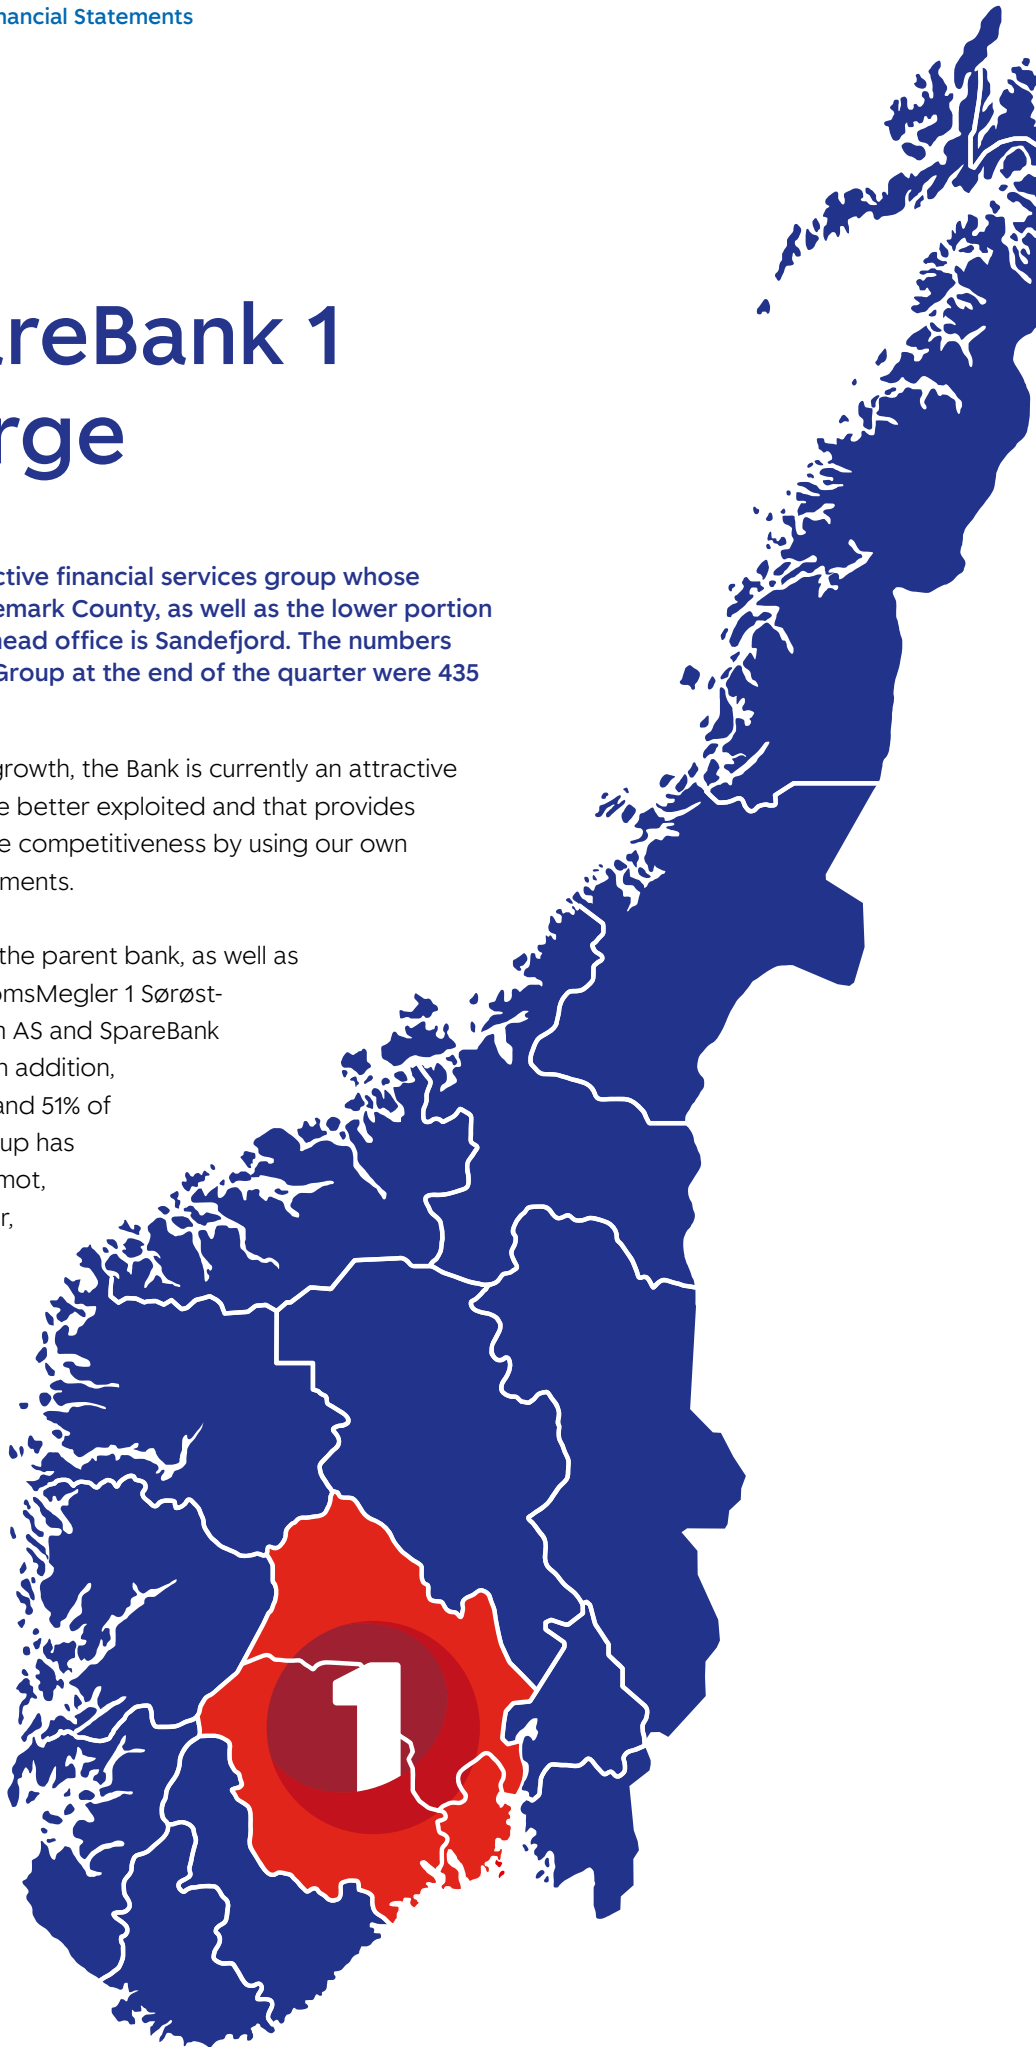 nancial Statements
areBank 1
rge
ctive financial services group whose
emark County, as well as the lower portion
head office is Sandefjord. The numbers
Group at the end of the quarter were 435
growth, the Bank is currently an attractive
e better exploited and that provides
e competitiveness by using our own
ments.
the parent bank, as well as
omsMegler 1 Sørøst-
n AS and SpareBank
n addition,
and 51% of
up has
mot,
r,
1